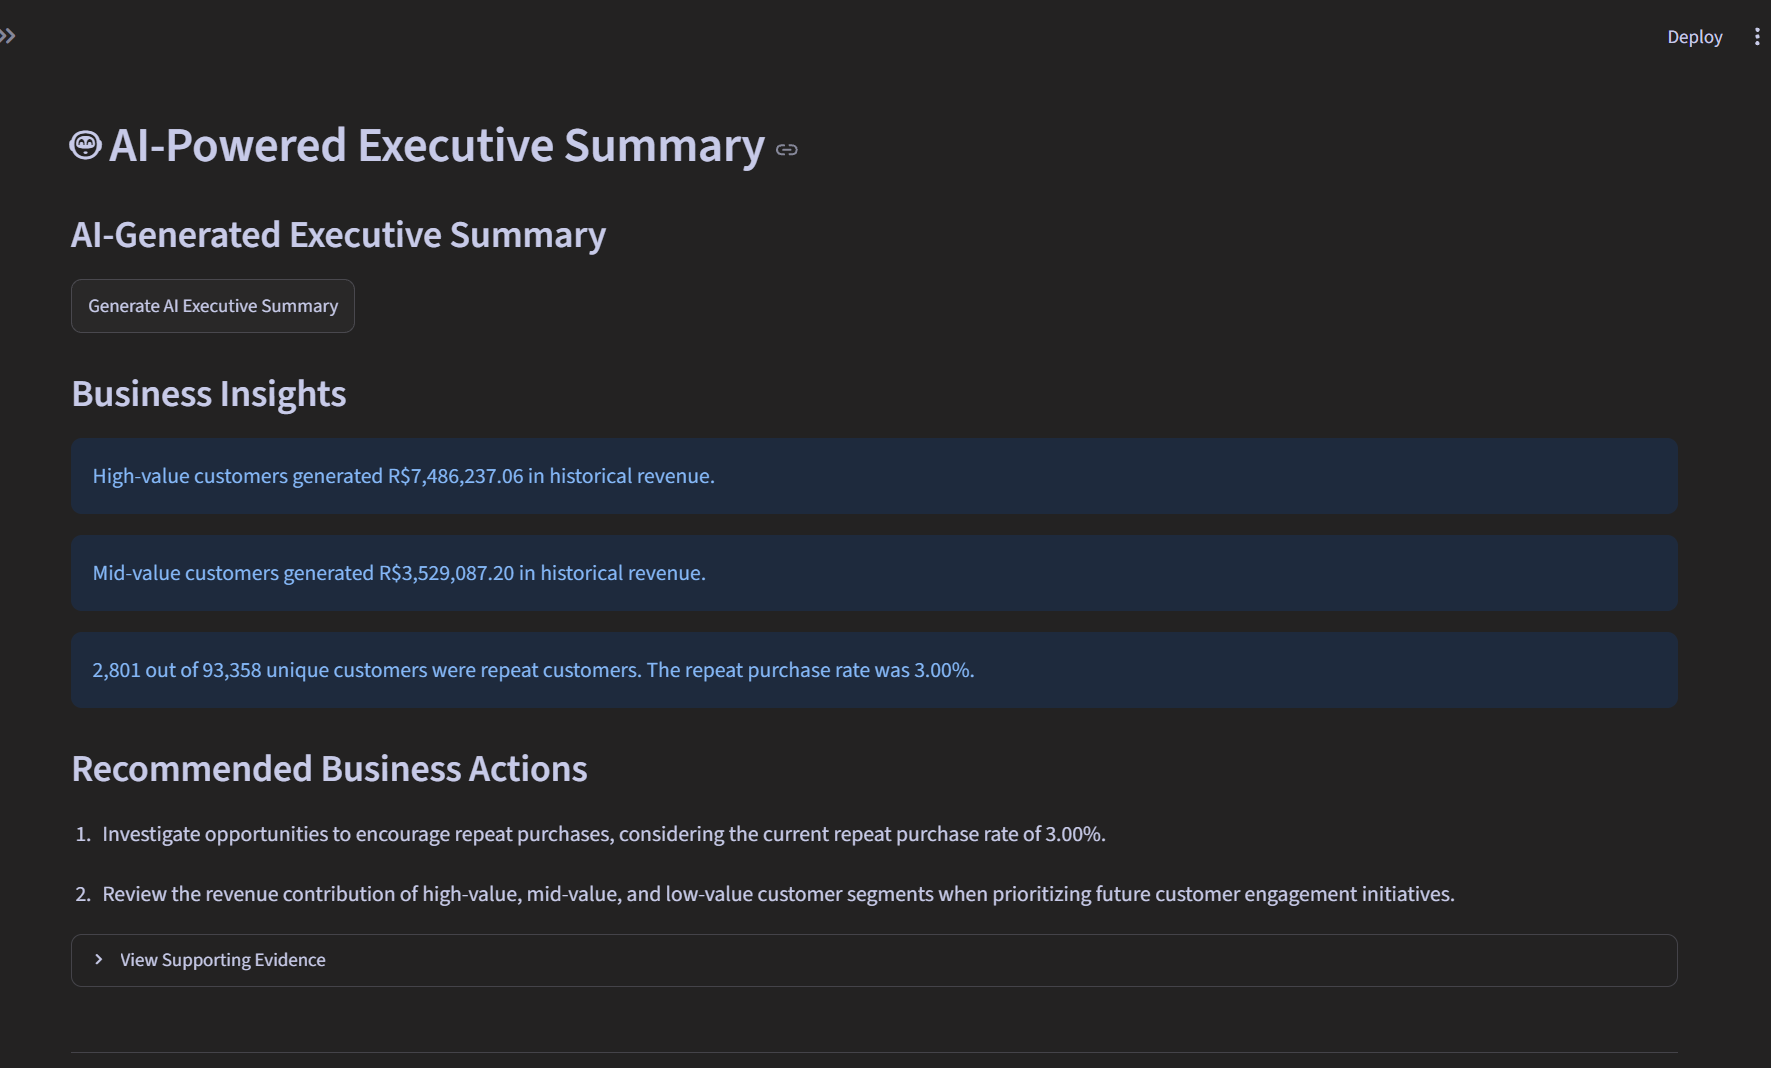 Deploy
AI-Powered Executive Summary
AI-Generated Executive Summary
Generate AI Executive Summary
Business Insights
High-value customers generated R$7,486,237.06 in historical revenue.
Mid-value customers generated R$3,529,087.20 in historical revenue.
2,801 out of 93,358 unique customers were repeat customers. The repeat purchase rate was 3.00%.
Recommended Business Actions
1. Investigate opportunities to encourage repeat purchases, considering the current repeat purchase rate of 3.00%.
2. Review the revenue contribution of high-value, mid-value, and low-value customer segments when prioritizing future customer engagement initiatives.
View Supporting Evidence